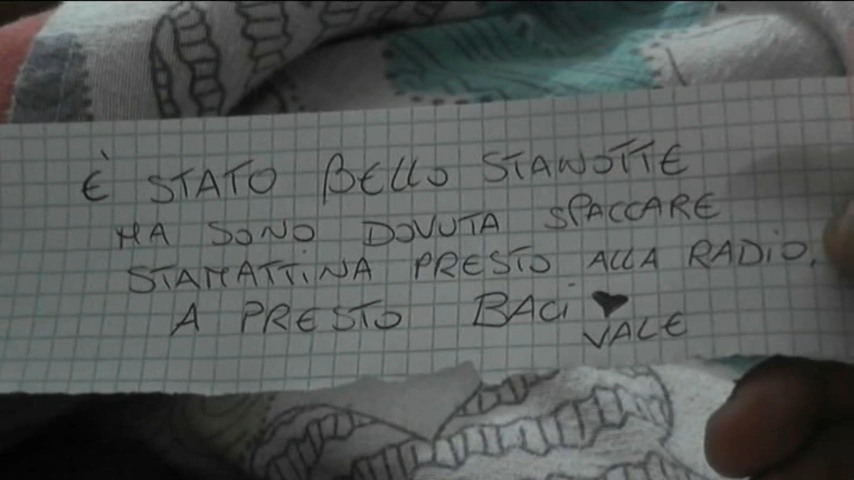 È STATO BELLO STANOTTE
MA SONO DOVUTA SPACCARE
STAMATTINA PRESTO ALLA RADIO.
A PRESTO BACI ♥
VALE